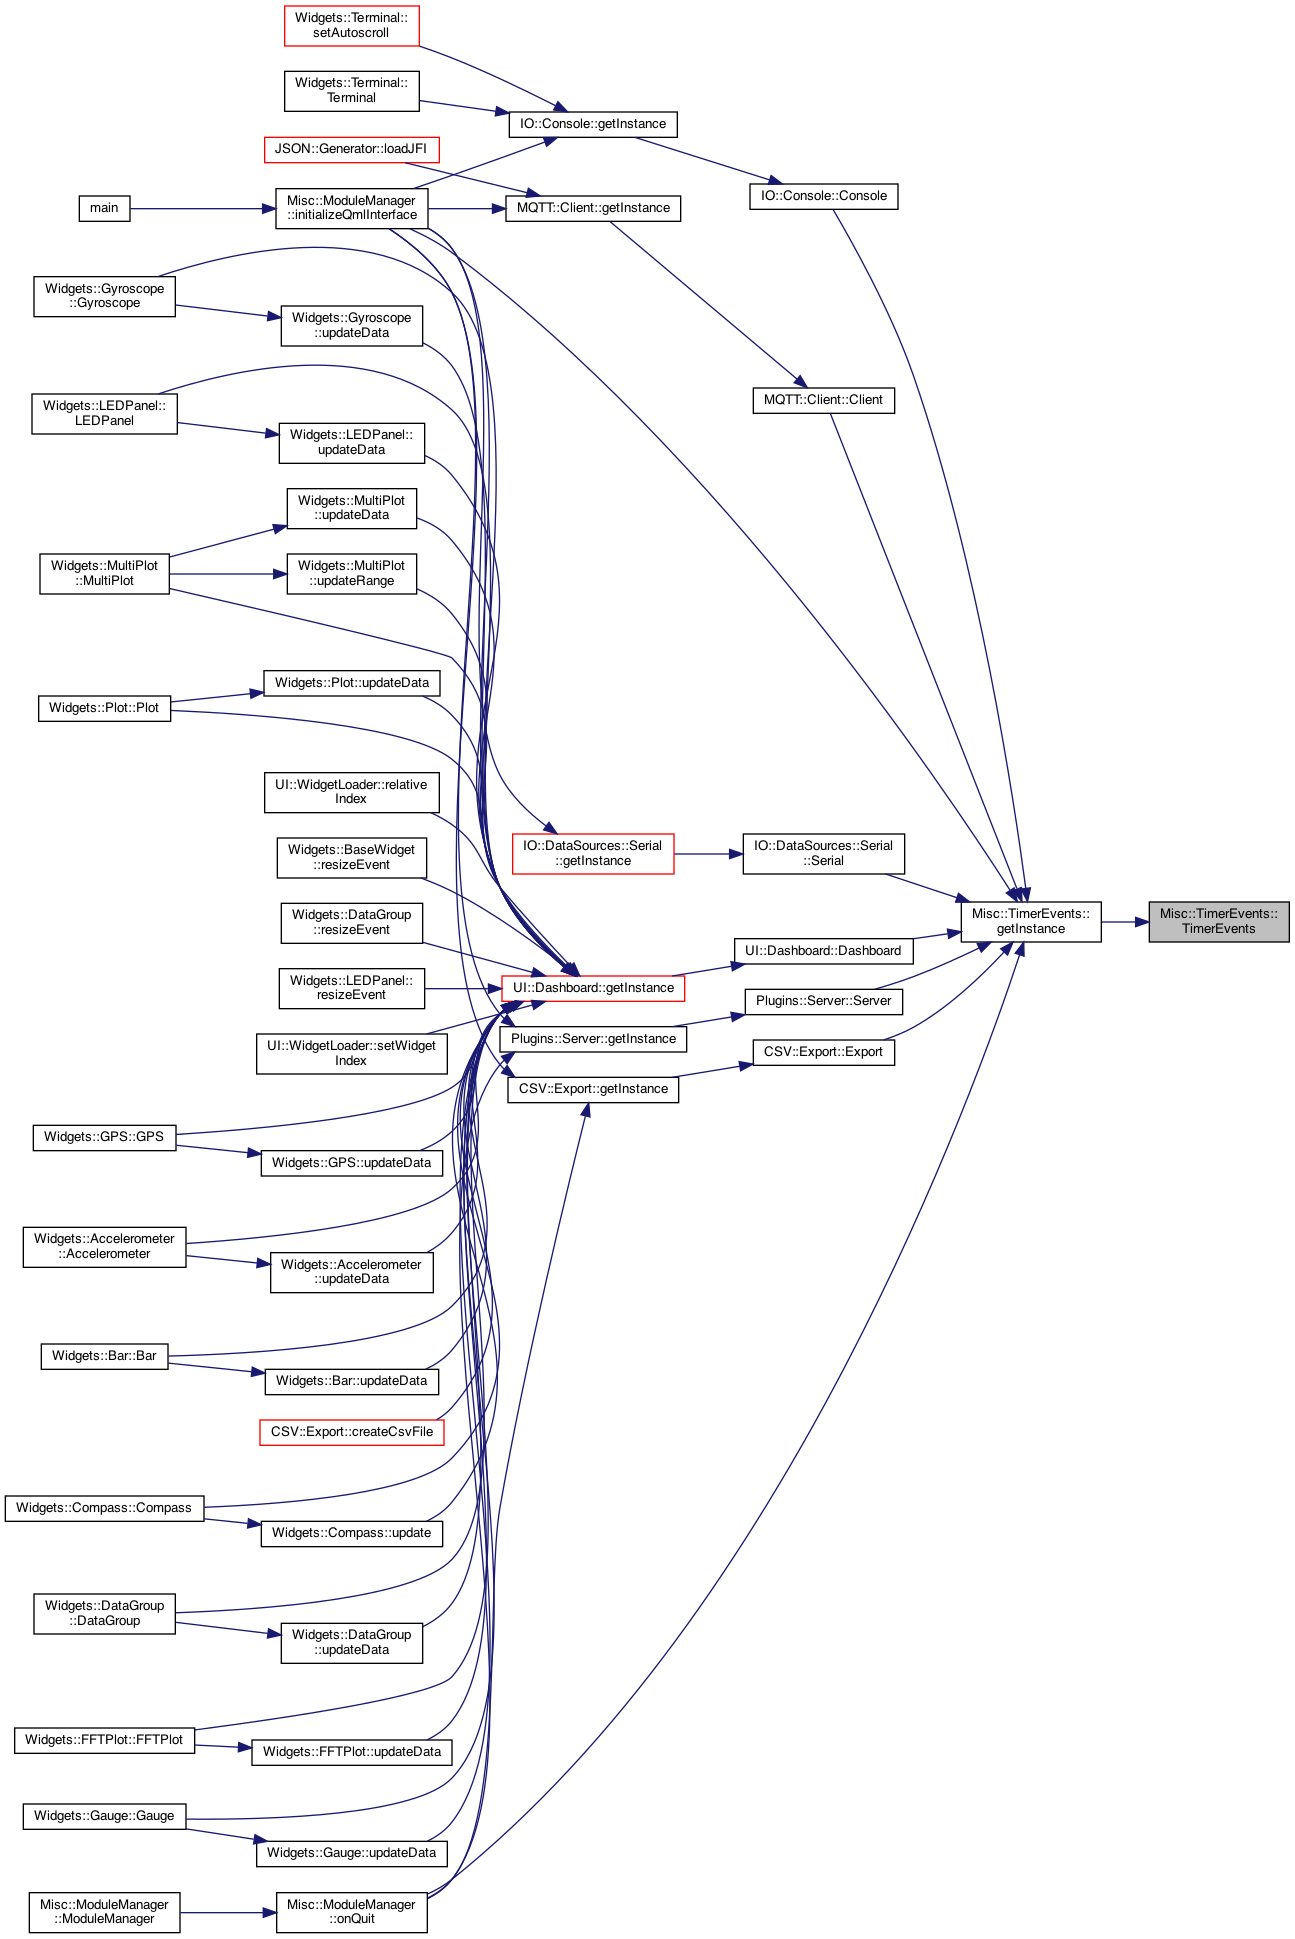 Widgets::Terminal::
setAutoscroll
Widgets::Terminal::
Terminal
IO::Console::getInstance
JSON::Generator::loadJFI
main
Misc::ModuleManager
::initializeQmlInterface
MQTT::Client::getInstance
IO::Console::Console
Widgets::Gyroscope
::Gyroscope
Widgets::Gyroscope
::updateData
Widgets::LEDPanel::
LEDPanel
Widgets::LEDPanel::
updateData
MQTT::Client::Client
Widgets::MultiPlot
::updateData
Widgets::MultiPlot
::MultiPlot
Widgets::MultiPlot
::updateRange
Widgets::Plot::updateData
Widgets::Plot::Plot
UI::WidgetLoader::relative
Index
Widgets::BaseWidget
::resizeEvent
IO::DataSources::Serial
::getInstance
IO::DataSources::Serial
::Serial
Widgets::DataGroup
::resizeEvent
Misc::TimerEvents::
getInstance
Misc::TimerEvents::
TimerEvents
UI::Dashboard::Dashboard
Widgets::LEDPanel::
resizeEvent
UI::Dashboard::getInstance
Plugins::Server::Server
UI::WidgetLoader::setWidget
Index
Plugins::Server::getInstance
CSV::Export::Export
CSV::Export::getInstance
Widgets::GPS::GPS
Widgets::GPS::updateData
Widgets::Accelerometer
::Accelerometer
Widgets::Accelerometer
::updateData
Widgets::Bar::Bar
Widgets::Bar::updateData
CSV::Export::createCsvFile
Widgets::Compass::Compass
Widgets::Compass::update
Widgets::DataGroup
::DataGroup
Widgets::DataGroup
::updateData
Widgets::FFTPlot::FFTPlot
Widgets::FFTPlot::updateData
Widgets::Gauge::Gauge
Widgets::Gauge::updateData
Misc::ModuleManager
::ModuleManager
Misc::ModuleManager
::onQuit